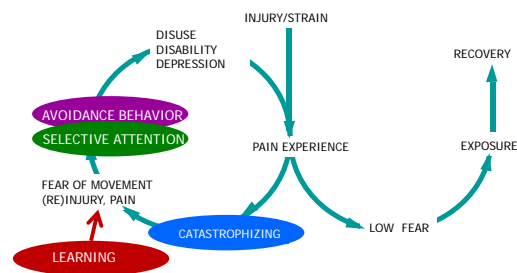 INJURY/STRAIN
DISUSE
DISABILITY
DEPRESSION
RECOVERY
AVOIDANCE BEHAVIOR
SELECTIVE ATTENTION
PAIN EXPERIENCE
EXPOSURE
FEAR OF MOVEMENT
(RE)INJURY, PAIN
CATASTROPHIZING
LOW FEAR
LEARNING